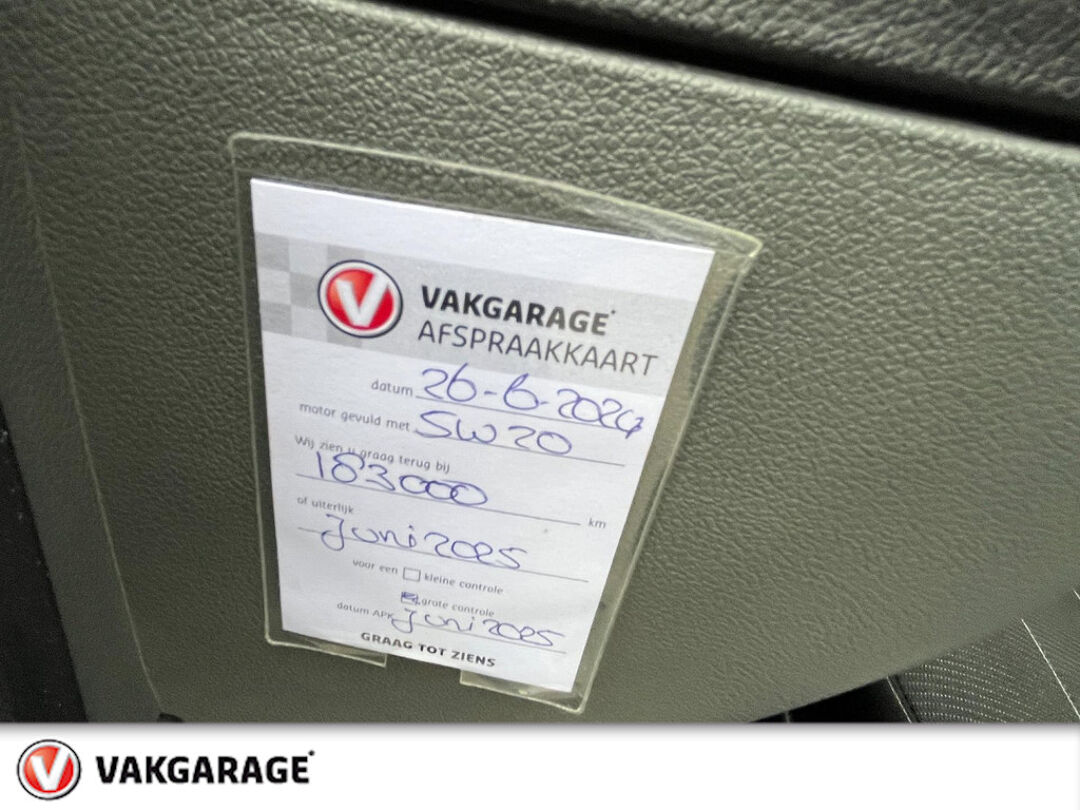 V VAKGARAGE
AFSPRAAKKAART
datum 26-6-2024
motor gevuld met 5W20
Wij zien u graag terug bij
183000 km
of uiterlijk
Juni 2025
voor een kleine controle
grote controle
datum APK Juni 2025
GRAAG TOT ZIENS
V VAKGARAGE